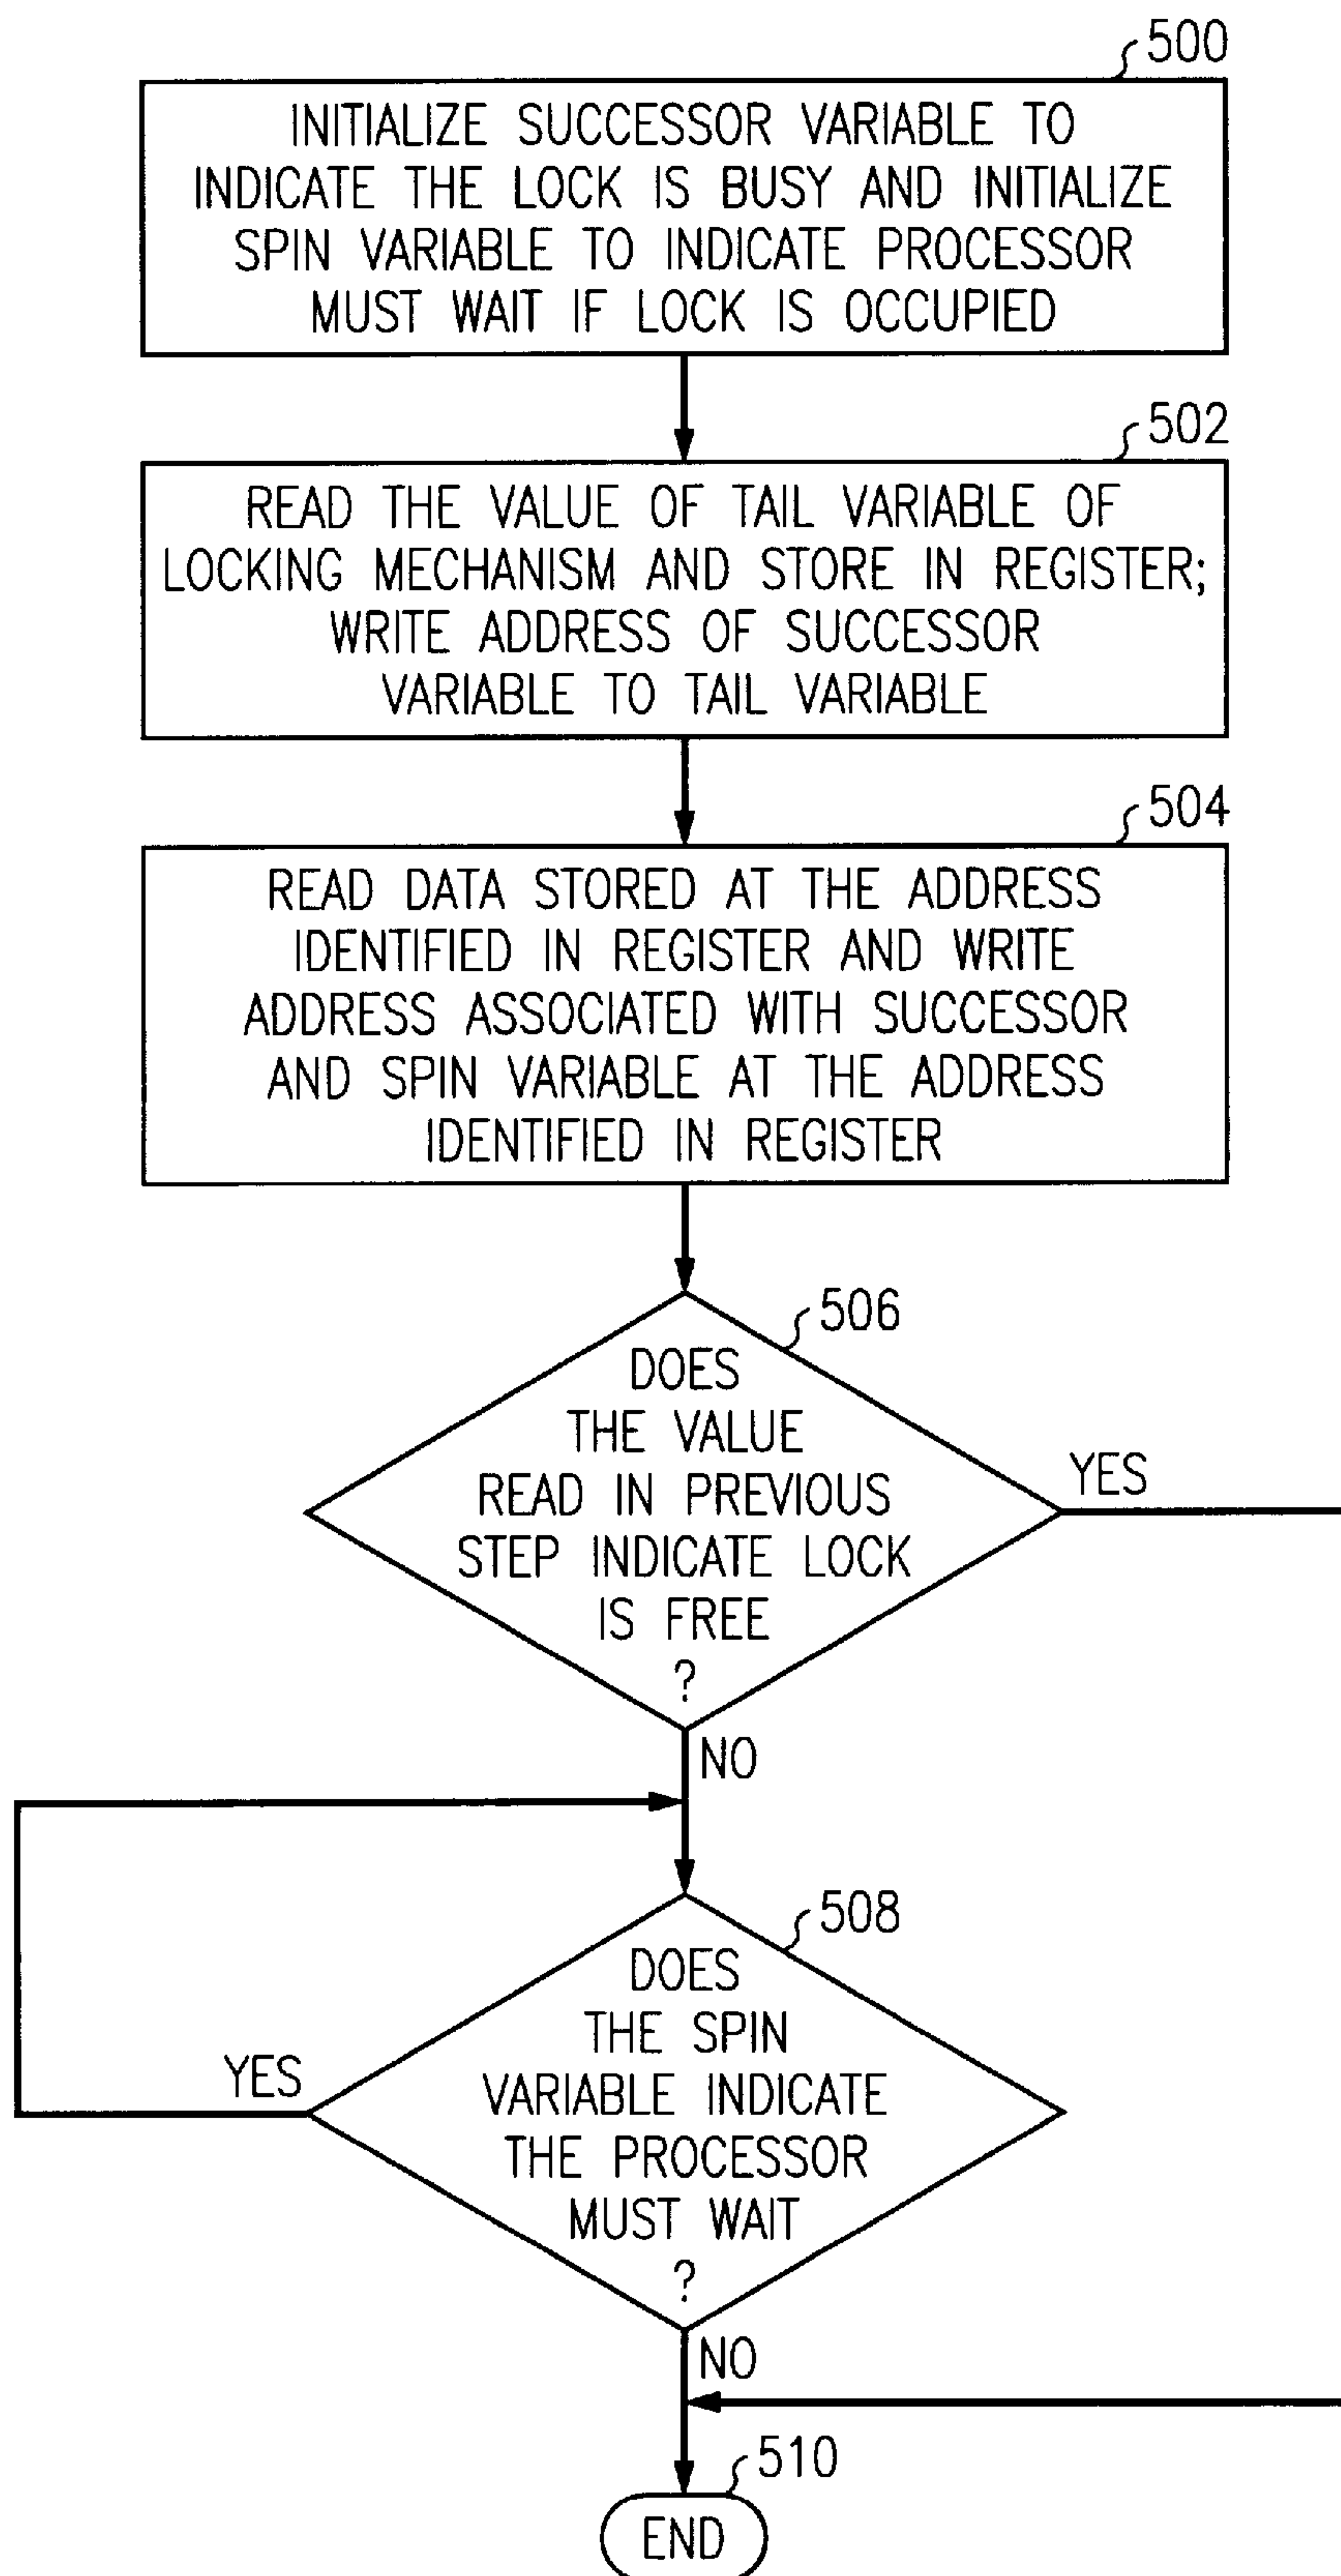 500
INITIALIZE SUCCESSOR VARIABLE TO
INDICATE THE LOCK IS BUSY AND INITIALIZE
SPIN VARIABLE TO INDICATE PROCESSOR
MUST WAIT IF LOCK IS OCCUPIED
502
READ THE VALUE OF TAIL VARIABLE OF
LOCKING MECHANISM AND STORE IN REGISTER;
WRITE ADDRESS OF SUCCESSOR
VARIABLE TO TAIL VARIABLE
504
READ DATA STORED AT THE ADDRESS
IDENTIFIED IN REGISTER AND WRITE
ADDRESS ASSOCIATED WITH SUCCESSOR
AND SPIN VARIABLE AT THE ADDRESS
IDENTIFIED IN REGISTER
506
DOES
THE VALUE
READ IN PREVIOUS
STEP INDICATE LOCK
IS FREE
?
YES
NO
508
DOES
THE SPIN
VARIABLE INDICATE
THE PROCESSOR
MUST WAIT
?
YES
NO
510
END